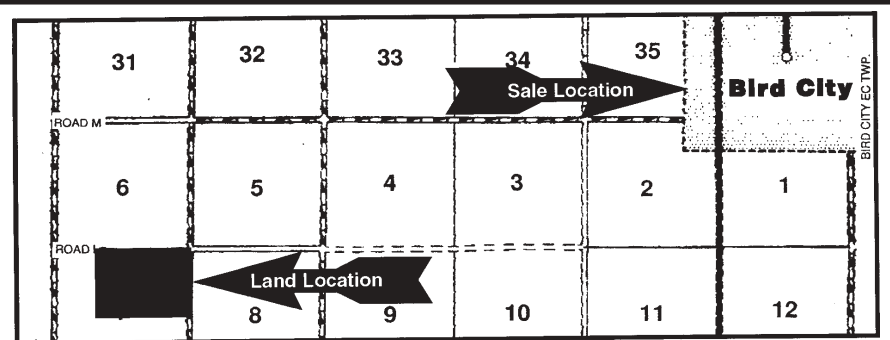 31 32 33 34 35
Sale Location
Bird City
BIRD CITY EC TWP.
ROAD M
6 5 4 3 2 1
ROAD
Land Location
8 9 10 11 12